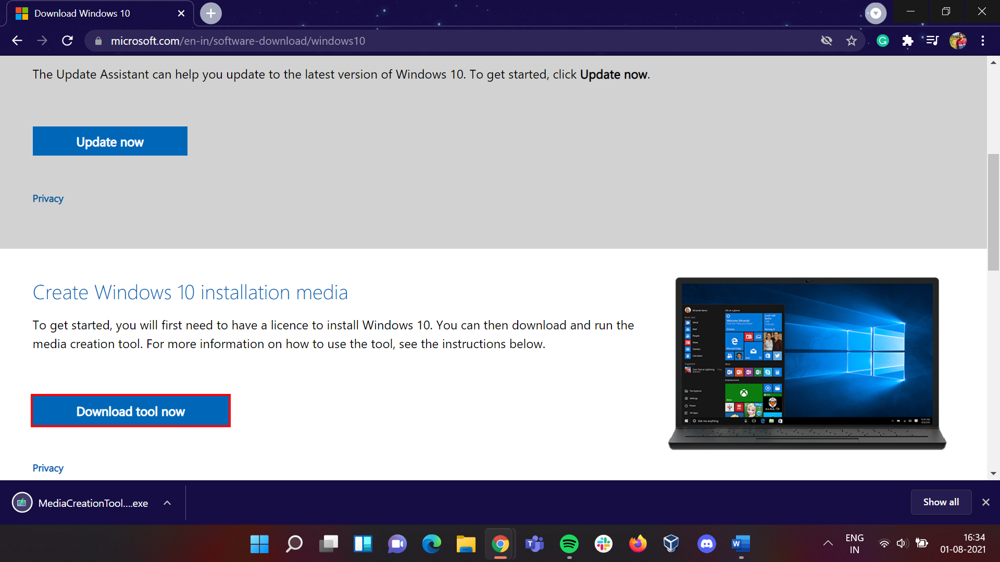 Download Windows 10
microsoft.com/en-in/software-download/windows10
The Update Assistant can help you update to the latest version of Windows 10. To get started, click Update now.
Update now
Privacy
Create Windows 10 installation media
To get started, you will first need to have a licence to install Windows 10. You can then download and run the
media creation tool. For more information on how to use the tool, see the instructions below.
Download tool now
Privacy
MediaCreationTool....exe
Show all
ENG
IN
16:34
01-08-2021